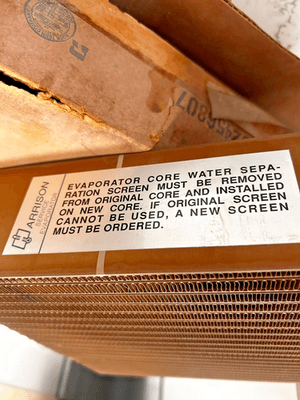 52456807
HARRISON
EVAPORATOR CORE WATER SEPA-
RATION SCREEN MUST BE REMOVED
FROM ORIGINAL CORE AND INSTALLED
ON NEW CORE. IF ORIGINAL SCREEN
CANNOT BE USED, A NEW SCREEN
MUST BE ORDERED.